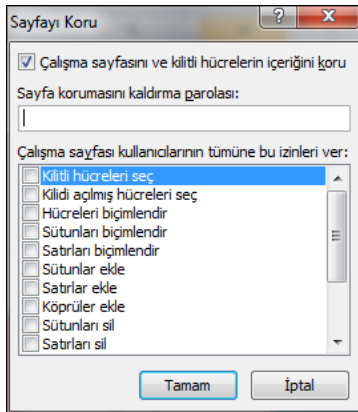 Sayfayı Koru
Çalışma sayfasını ve kilitli hücrelerin içeriğini koru
Sayfa korumasını kaldırma parolası:
Çalışma sayfası kullanıcılarının tümüne bu izinleri ver:
Kilitli hücreleri seç
Kilidi açılmış hücreleri seç
Hücreleri biçimlendir
Sütunları biçimlendir
Satırları biçimlendir
Sütunlar ekle
Satırlar ekle
Köprüler ekle
Sütunları sil
Satırları sil
Tamam
İptal